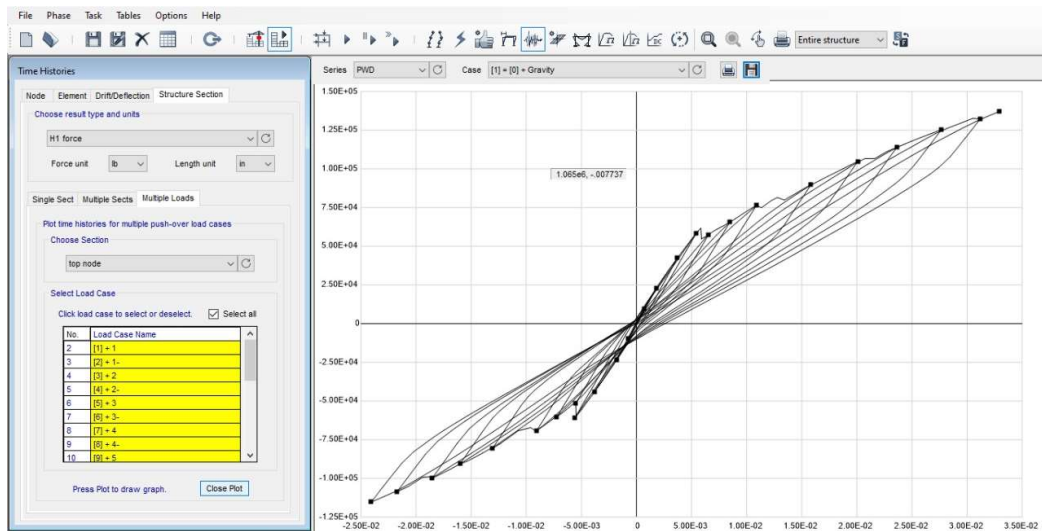 File Phase Task Tables Options Help
Entire structure
Time Histories
Node Element Drift/Deflection Structure Section
Choose result type and units
H1 force
Force unit lb Length unit in
Single Sect Multiple Sects Multiple Loads
Plot time histories for multiple push-over load cases
Choose Section
top node
Select Load Case
Click load case to select or deselect. Select all
No. Load Case Name
2 [1] + 1
3 [2] + 1-
4 [3] + 2
5 [4] + 2-
6 [5] + 3
7 [6] + 3-
8 [7] + 4
9 [8] + 4-
10 [9] + 5
Press Plot to draw graph. Close Plot
Series PWD Case [1] + [0] + Gravity
1.50E+05
1.25E+05
1.00E+05
7.50E+04
5.00E+04
2.50E+04
0
-2.50E+04
-5.00E+04
-7.50E+04
-1.00E+05
-1.25E+05
1.065e6, -.007737
-2.50E-02 -2.00E-02 -1.50E-02 -1.00E-02 -5.00E-03 0 5.00E-03 1.00E-02 1.50E-02 2.00E-02 2.50E-02 3.00E-02 3.50E-02